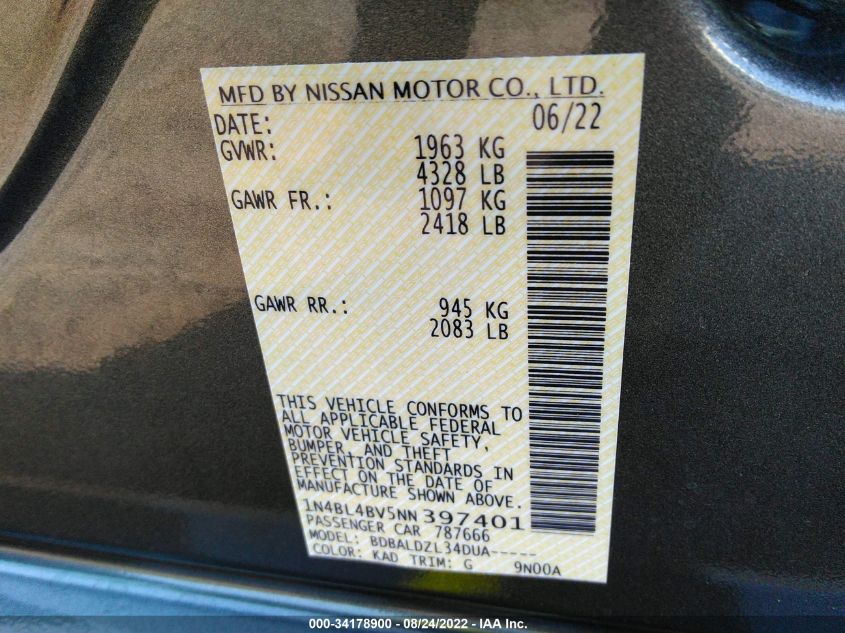 MFD BY NISSAN MOTOR CO., LTD.
DATE: 06/22
GVWR: 1963 KG
4328 LB
GAWR FR.: 1097 KG
2418 LB
GAWR RR.: 945 KG
2083 LB
THIS VEHICLE CONFORMS TO
ALL APPLICABLE FEDERAL
MOTOR VEHICLE SAFETY,
BUMPER, AND THEFT
PREVENTION STANDARDS IN
EFFECT ON THE DATE OF
MANUFACTURE SHOWN ABOVE.
1N4BL4BV5NN397401
PASSENGER CAR 787666
MODEL: BDBALDZL34DUA-----
COLOR: KAD TRIM: G 9N00A
000-34178900 - 08/24/2022 - IAA Inc.